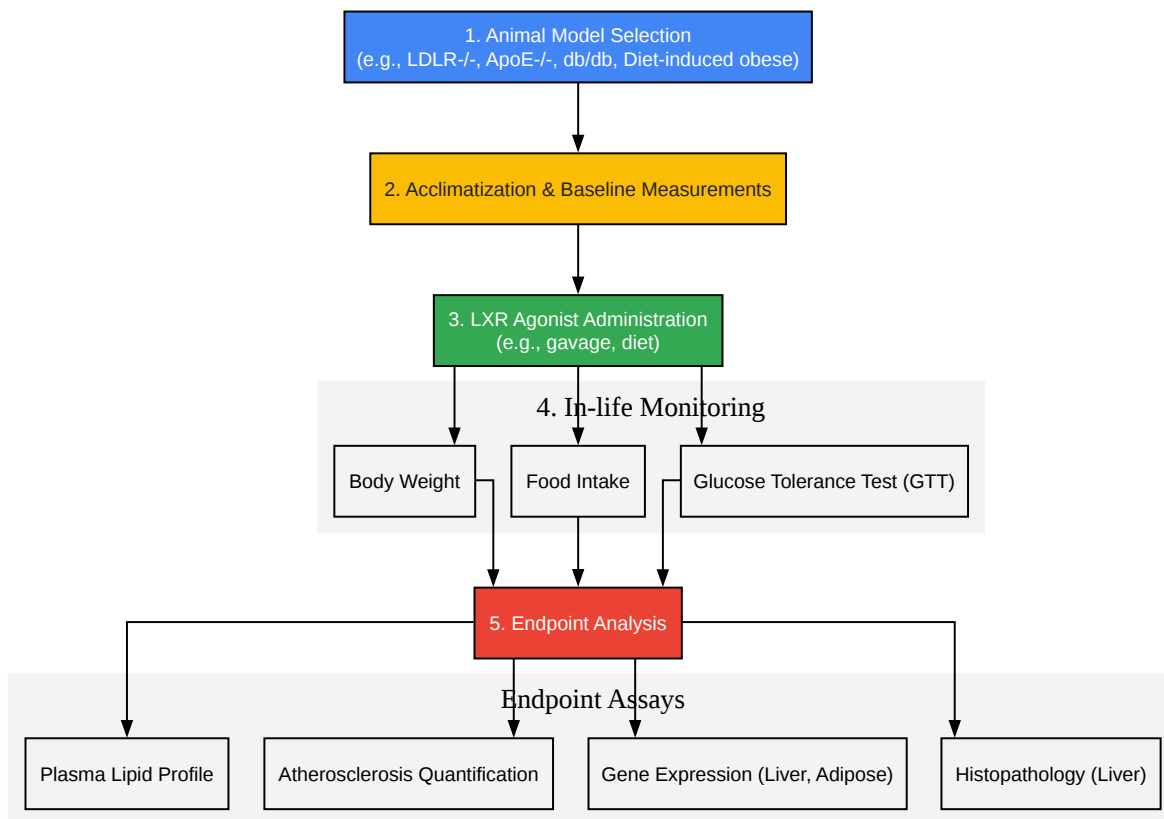 1. Animal Model Selection
(e.g., LDLR-/-, ApoE-/-, db/db, Diet-induced obese)
2. Acclimatization & Baseline Measurements
3. LXR Agonist Administration
(e.g., gavage, diet)
4. In-life Monitoring
Body Weight
Food Intake
Glucose Tolerance Test (GTT)
5. Endpoint Analysis
Endpoint Assays
Plasma Lipid Profile
Atherosclerosis Quantification
Gene Expression (Liver, Adipose)
Histopathology (Liver)